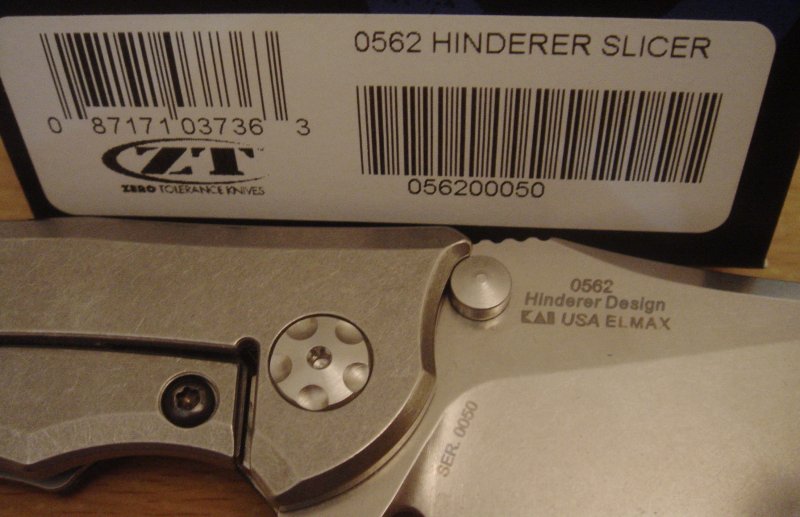 0562 HINDERER SLICER
0 87171 03736 3
ZT
ZERO TOLERANCE KNIVES
056200050
0562
Hinderer Design
KAI USA ELMAX
SER. 0050